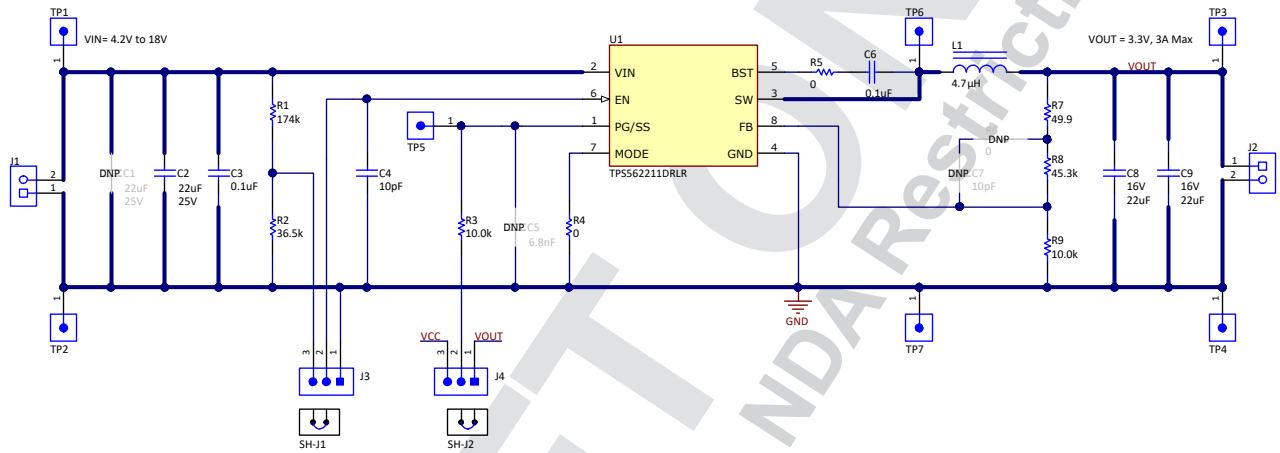 TP1
VIN= 4.2V to 18V
1
TP6
1
L1
4.7µH
VOUT = 3.3V, 3A Max
VOUT
TP3
1
U1
2 VIN BST 5
6 EN SW 3
1 PG/SS FB 8
7 MODE GND 4
TPS562211DRLR
R5
0
C6
0.1uF
R1
174k
TP5
1
J1
2
1
DNP C1
22uF
25V
C2
22uF
25V
C3
0.1uF
C4
10pF
R2
36.5k
R3
10.0k
DNP C5
6.8nF
R4
0
R7
49.9
DNP
0
R8
45.3k
DNP C7
10pF
R9
10.0k
C8
16V
22uF
C9
16V
22uF
J2
1
2
1
TP2
GND
1
TP7
1
TP4
3 2 1
J3
SH-J1
VCC
VOUT
3 2 1
J4
SH-J2
NDA Restricti